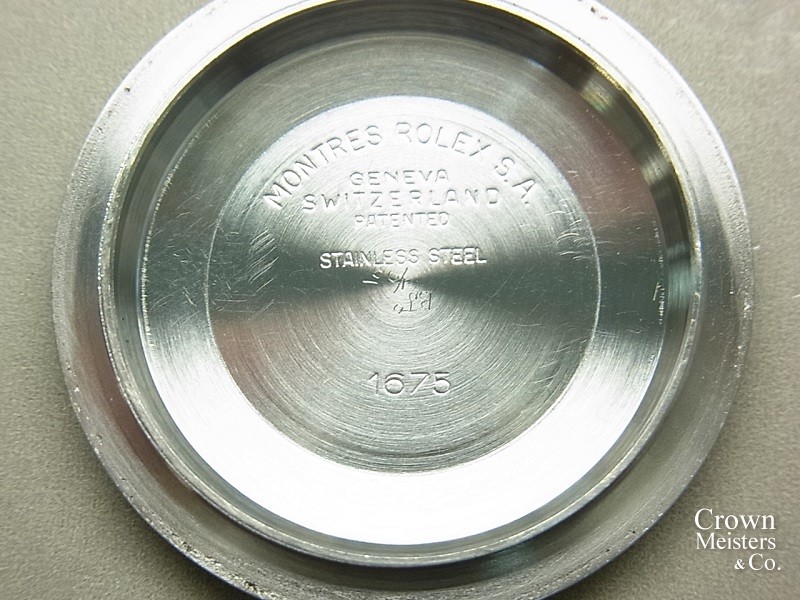 MONTRES ROLEX S.A.
GENEVA
SWITZERLAND
PATENTED
STAINLESS STEEL
1675
Crown
Meisters
& Co.